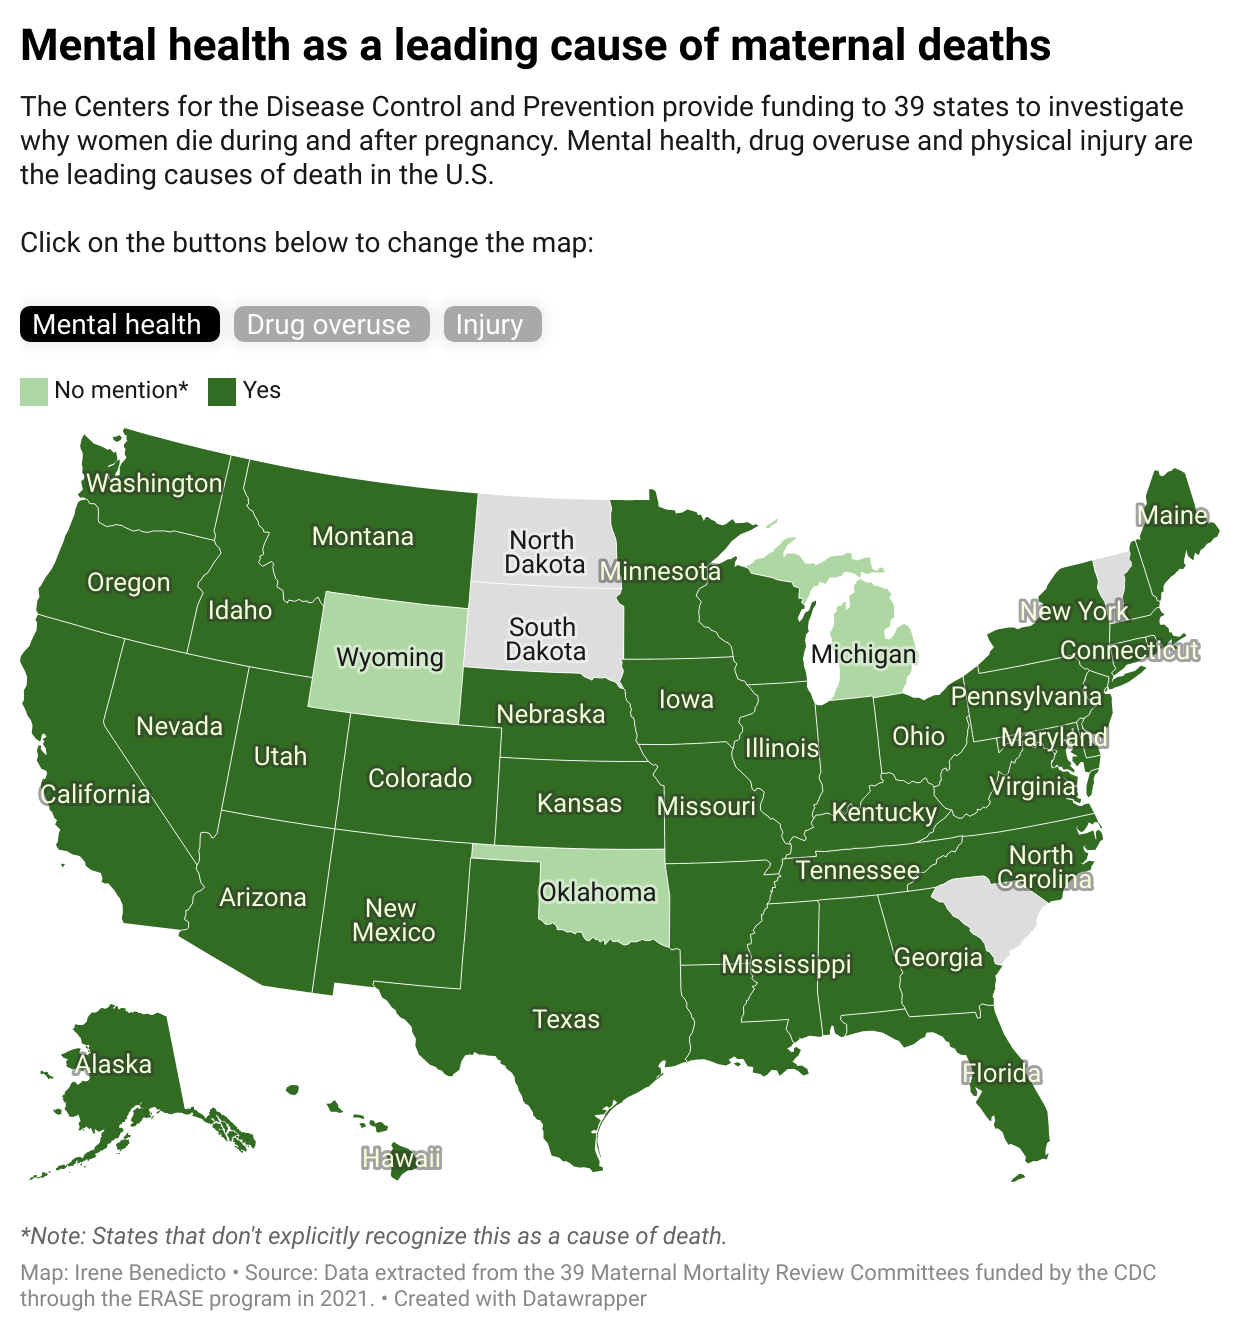 Mental health as a leading cause of maternal deaths
The Centers for the Disease Control and Prevention provide funding to 39 states to investigate
why women die during and after pregnancy. Mental health, drug overuse and physical injury are
the leading causes of death in the U.S.
Click on the buttons below to change the map:
Mental health
Drug overuse
Injury
No mention*
Yes
Washington
Maine
Montana
North
Dakota
Minnesota
Oregon
Idaho
New York
South
Dakota
Wyoming
Michigan
Connecticut
Iowa
Pennsylvania
Nebraska
Nevada
Ohio
Maryland
Illinois
Utah
Colorado
Virginia
California
Kansas
Missouri
Kentucky
North
Carolina
Tennessee
Oklahoma
Arizona
New
Mexico
Georgia
Mississippi
Texas
Alaska
Florida
Hawaii
*Note: States that don't explicitly recognize this as a cause of death.
Map: Irene Benedicto • Source: Data extracted from the 39 Maternal Mortality Review Committees funded by the CDC
through the ERASE program in 2021. • Created with Datawrapper